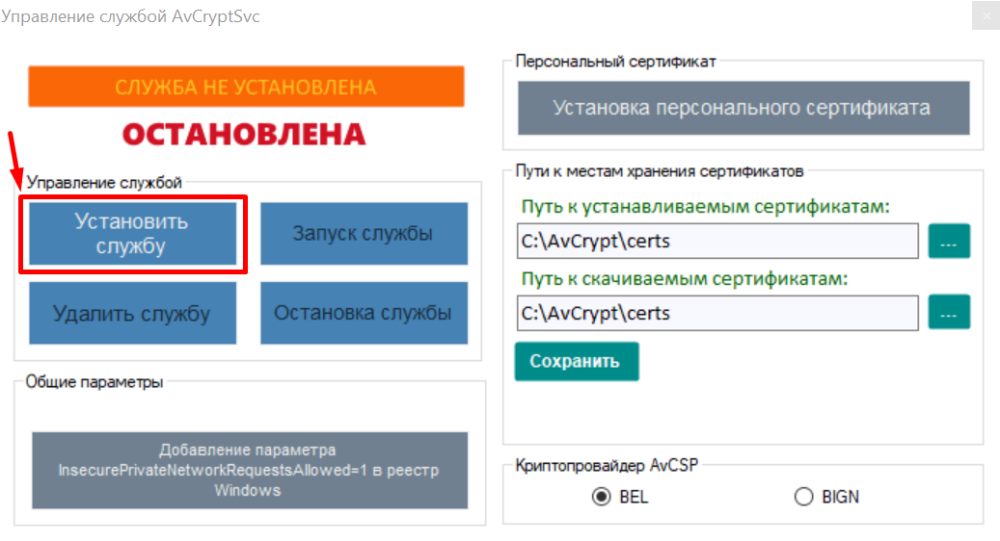 Управление службой AvCryptSvc
СЛУЖБА НЕ УСТАНОВЛЕНА
ОСТАНОВЛЕНА
Управление службой
Установить
службу
Запуск службы
Удалить службу
Остановка службы
Общие параметры
Добавление параметра
InsecurePrivateNetworkRequestsAllowed=1 в реестр
Windows
Персональный сертификат
Установка персонального сертификата
Пути к местам хранения сертификатов
Путь к устанавливаемым сертификатам:
C:\AvCrypt\certs
...
Путь к скачиваемым сертификатам:
C:\AvCrypt\certs
...
Сохранить
Криптопровайдер AvCSP
BEL
BIGN